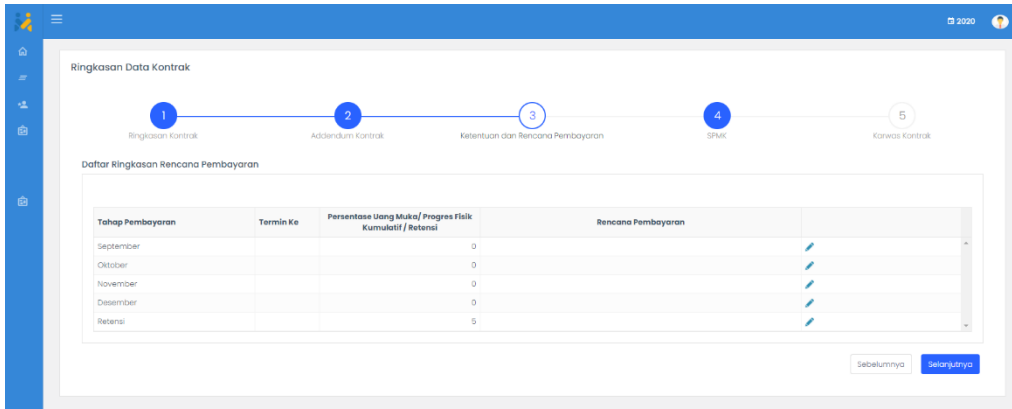 2020
Ringkasan Data Kontrak
1
2
3
4
5
Ringkasan Kontrak
Addendum Kontrak
Ketentuan dan Rencana Pembayaran
SPMK
Karwas Kontrak
Daftar Ringkasan Rencana Pembayaran
Tahap Pembayaran
Termin Ke
Persentase Uang Muka/ Progres Fisik
Kumulatif / Retensi
Rencana Pembayaran
September 0
Oktober 0
November 0
Desember 0
Retensi 5
Sebelumnya
Selanjutnya